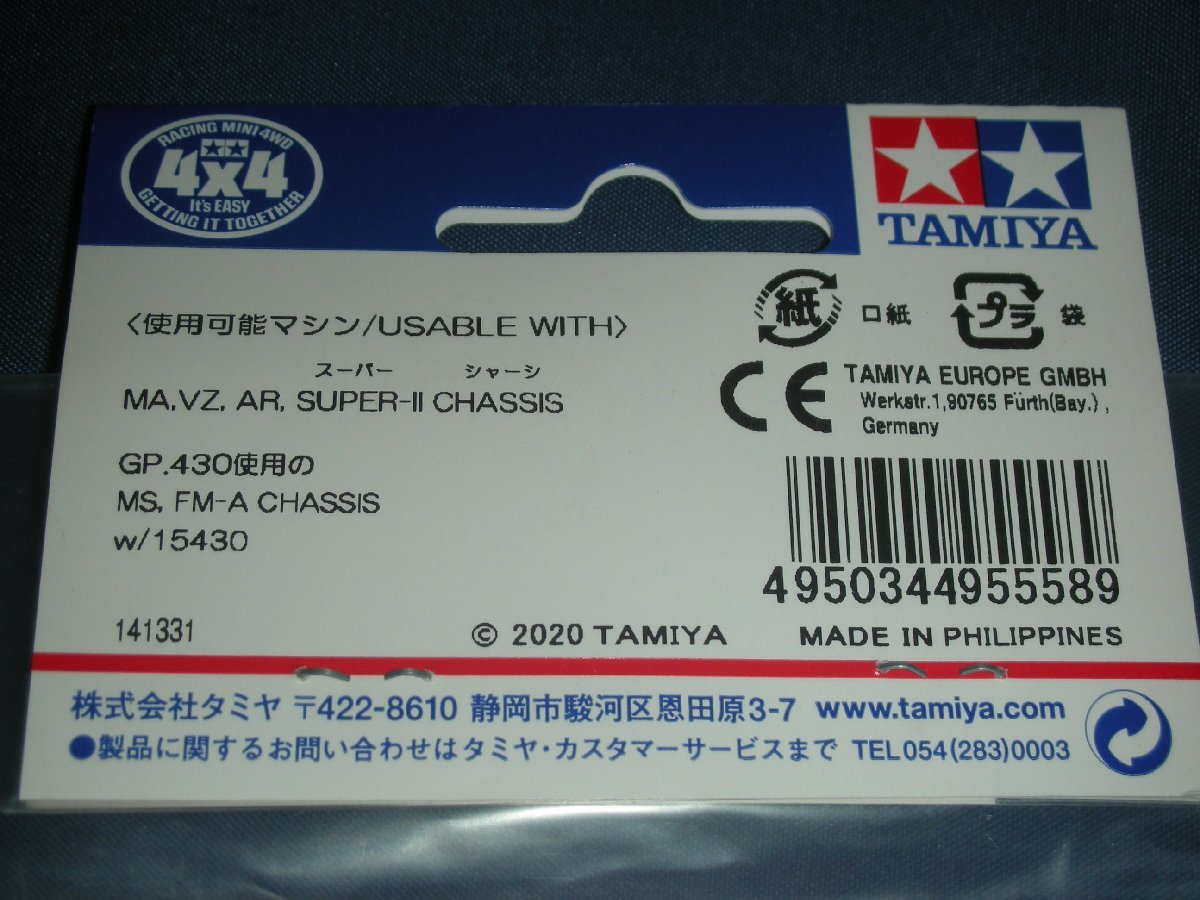 RACING MINI 4WD
4x4
It's EASY
GETTING IT TOGETHER
TAMIYA
〈使用可能マシン/USABLE WITH〉
スーパー シャーシ
MA, VZ, AR, SUPER-II CHASSIS
GP.430使用の
MS, FM-A CHASSIS
w/15430
141331
紙 口紙 プラ 袋
CE TAMIYA EUROPE GMBH
Werkstr.1,90765 Fürth(Bay.),
Germany
4950344955589
© 2020 TAMIYA MADE IN PHILIPPINES
株式会社タミヤ 〒422-8610 静岡市駿河区恩田原3-7 www.tamiya.com
●製品に関するお問い合わせはタミヤ・カスタマーサービスまで TEL054(283)0003